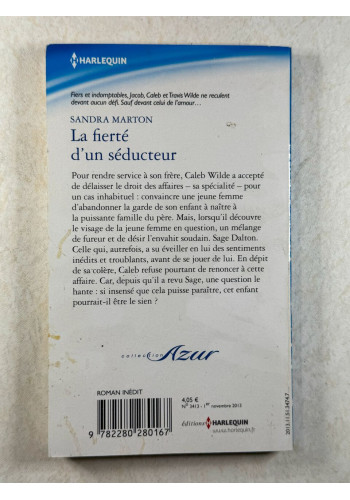 HARLEQUIN
Fiers et indomptables, Jacob, Caleb et Travis Wilde ne reculent
devant aucun défi. Sauf devant celui de l'amour…
SANDRA MARTON
La fierté
d'un séducteur
Pour rendre service à son frère, Caleb Wilde a accepté
de délaisser le droit des affaires – sa spécialité – pour
un cas inhabituel : convaincre une jeune femme
d'abandonner la garde de son enfant à naître à
la puissante famille du père. Mais, lorsqu'il découvre
le visage de la jeune femme en question, un mélange
de fureur et de désir l'envahit soudain. Sage Dalton.
Celle qui, autrefois, a su éveiller en lui des sentiments
inédits et troublants, avant de se jouer de lui. En dépit
de sa colère, Caleb refuse pourtant de renoncer à cette
affaire. Car, depuis qu'il a revu Sage, une question le
hante : si insensé que cela puisse paraître, cet enfant
pourrait-il être le sien ?
collection Azur
ROMAN INÉDIT
9 782280 280167
4,05 €
N° 3413 - 1er novembre 2013
éditions HARLEQUIN
www.harlequin.fr